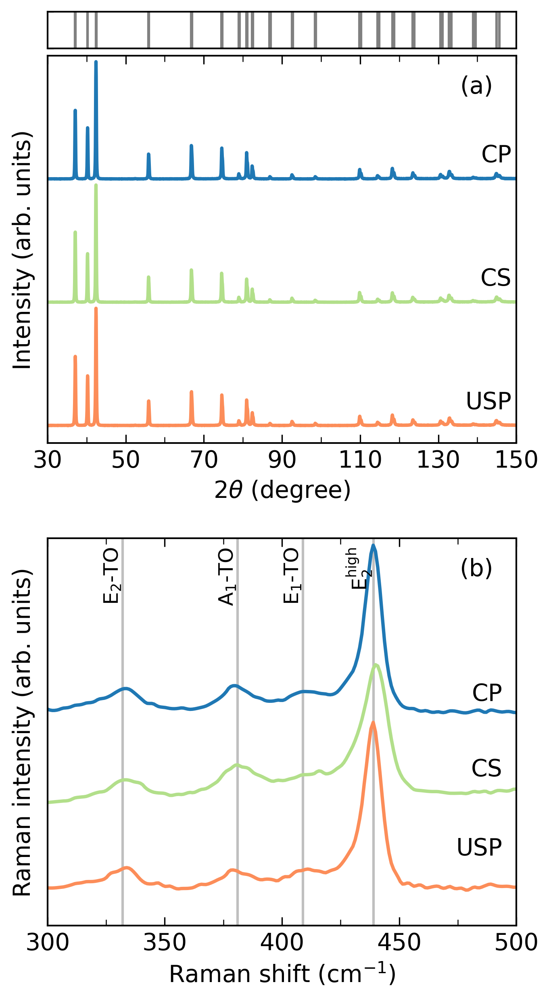 (a)
CP
CS
USP
Intensity (arb. units)
30 50 70 90 110 130 150
2θ (degree)
E₂-TO
A₁-TO
E₁-TO
E₂ʰⁱᵍʰ
(b)
CP
CS
USP
Raman intensity (arb. units)
300 350 400 450 500
Raman shift (cm⁻¹)